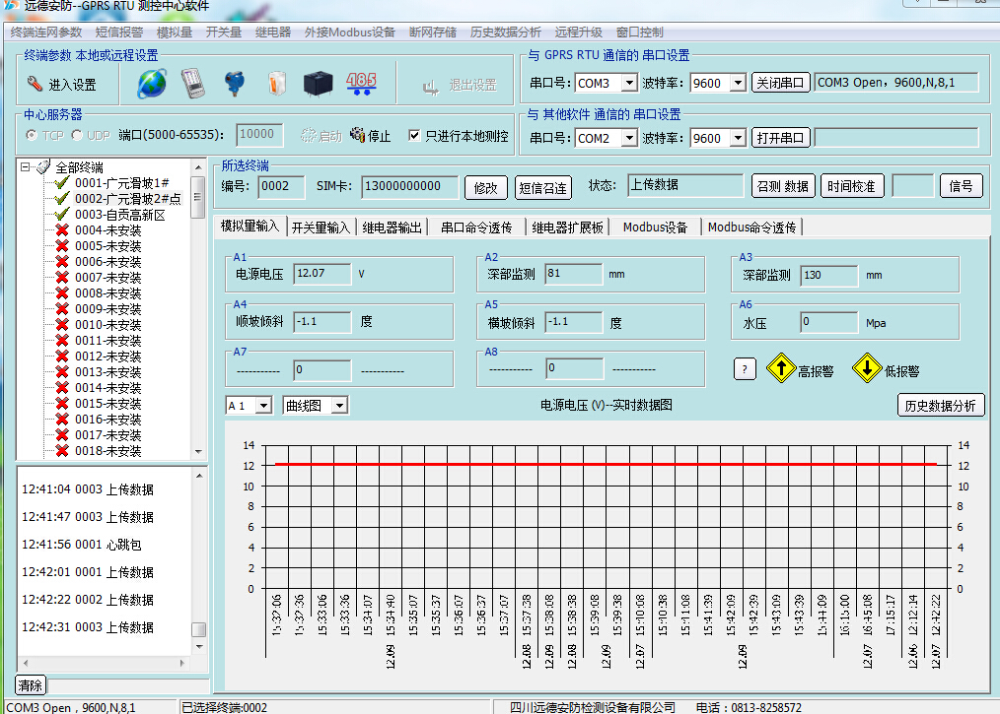 远德安防--GPRS RTU 测控中心软件
终端连网参数 短信报警 模拟量 开关量 继电器 外接Modbus设备 断网存储 历史数据分析 远程升级 窗口控制
终端参数 本地或远程设置
进入设置
485
退出设置
与 GPRS RTU 通信的 串口设置
串口号: COM3 波特率: 9600 关闭串口 COM3 Open，9600,N,8,1
中心服务器
TCP UDP 端口(5000-65535): 10000 启动 停止 只进行本地测控
与 其他软件 通信的 串口设置
串口号: COM2 波特率: 9600 打开串口
全部终端
0001-广元滑坡1#
0002-广元滑坡2#点
0003-自贡高新区
0004-未安装
0005-未安装
0006-未安装
0007-未安装
0008-未安装
0009-未安装
0010-未安装
0011-未安装
0012-未安装
0013-未安装
0014-未安装
0015-未安装
0016-未安装
0017-未安装
0018-未安装
12:41:04 0003 上传数据
12:41:47 0003 上传数据
12:41:56 0001 心跳包
12:42:01 0001 上传数据
12:42:22 0002 上传数据
12:42:31 0003 上传数据
清除
所选终端
编号: 0002 SIM卡: 13000000000 修改 短信召连 状态: 上传数据 召测 数据 时间校准 信号
模拟量输入 开关量输入 继电器输出 串口命令透传 继电器扩展板 Modbus设备 Modbus命令透传
A1
电源电压 12.07 V
A2
深部监测 81 mm
A3
深部监测 130 mm
A4
顺坡倾斜 -1.1 度
A5
横坡倾斜 -1.1 度
A6
水压 0 Mpa
A7
----------- 0 -----------
A8
----------- 0 -----------
? 高报警 低报警
A 1 曲线图 电源电压 (V)--实时数据图 历史数据分析
14 14
12 12
10 10
8 8
6 6
4 4
2 2
0 0
15:32:06 15:32:36 15:33:06 15:33:36 15:34:07 15:34:40 15:35:07 15:35:37 15:36:07 15:36:37 15:37:07 15:37:38 15:38:08 15:38:38 15:39:08 15:39:38 15:40:08 15:40:38 15:41:08 15:41:39 15:42:09 15:42:39 15:43:09 15:43:39 15:44:09 16:15:00 16:45:08 17:15:17 12:12:14 12:42:22
12.09 12.08 12.09 12.08 12.09 12.07 12.09 12.07 12.06 12.07
COM3 Open，9600,N,8,1 已选择终端:0002 四川远德安防检测设备有限公司 电话：0813-8258572